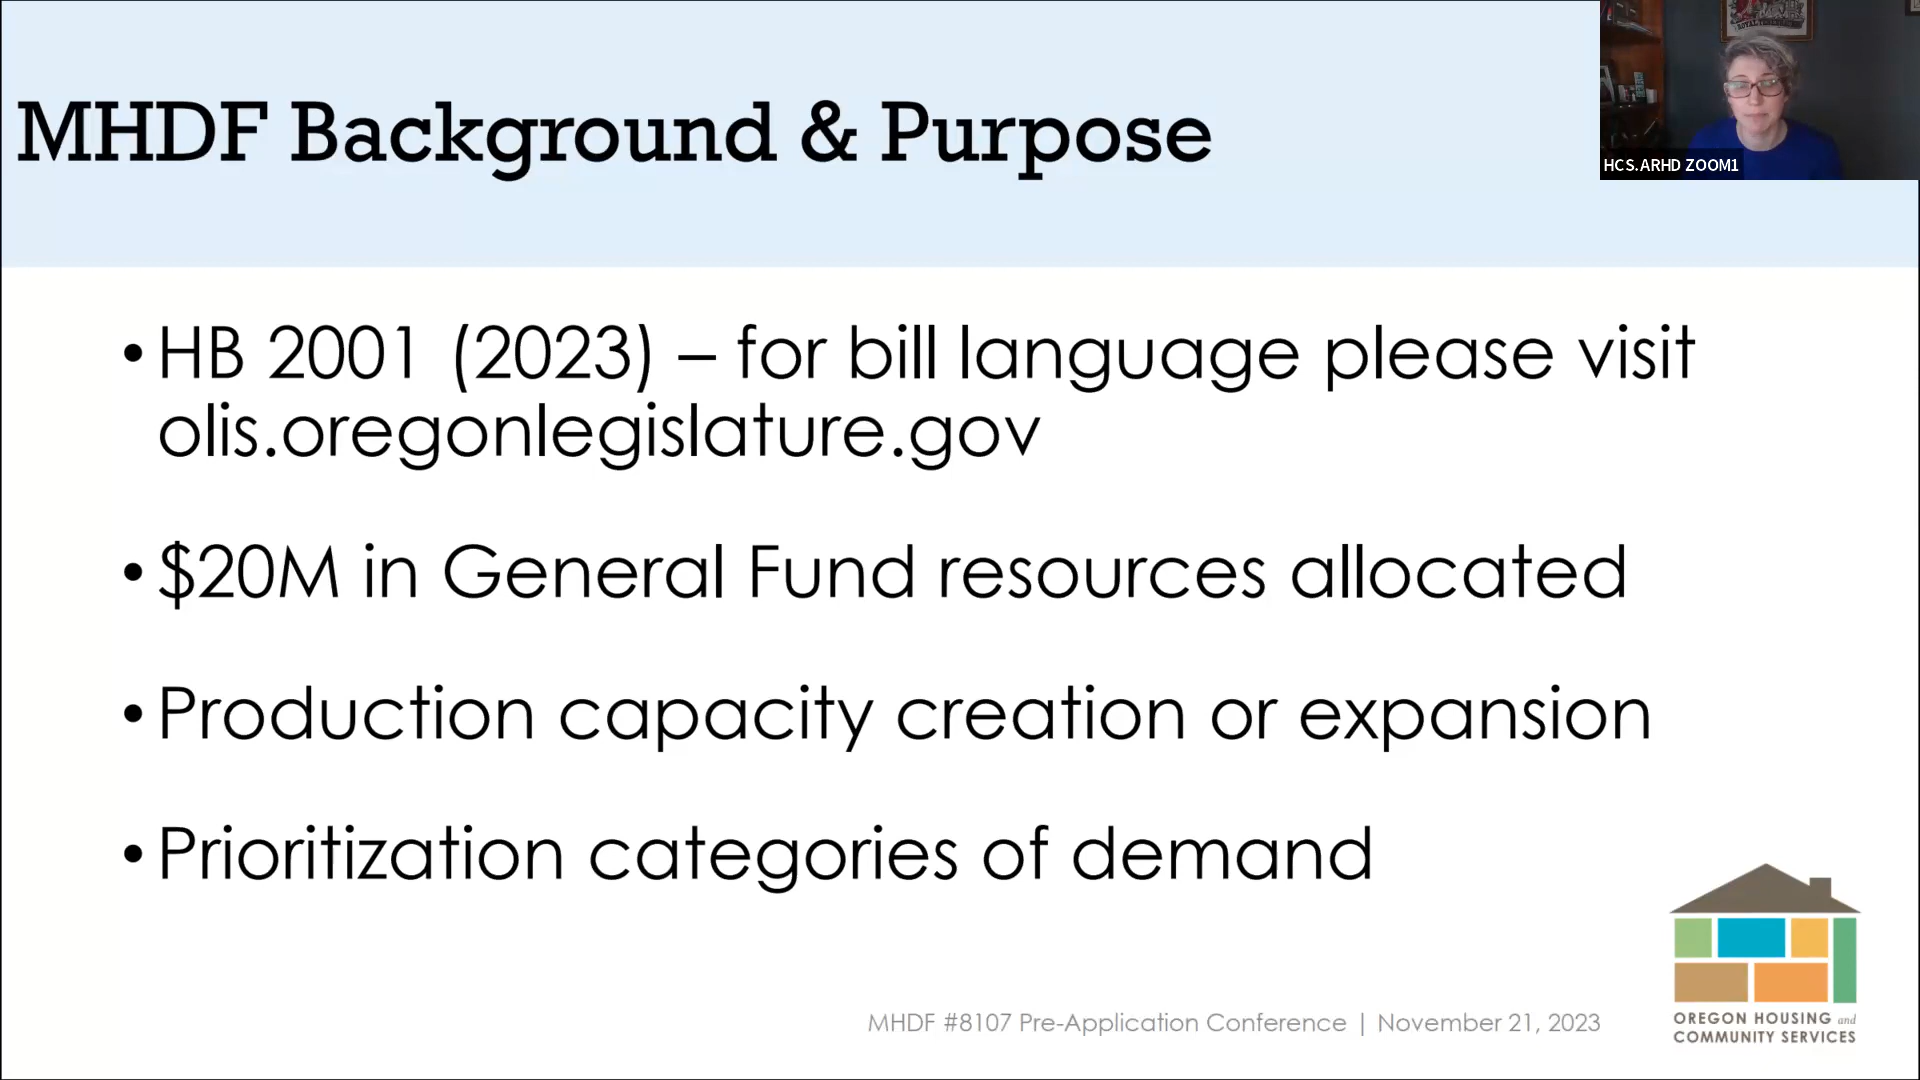 MHDF Background & Purpose
ROYAL TENENBAUMS
HCS.ARHD ZOOM1
• HB 2001 (2023) – for bill language please visit
olis.oregonlegislature.gov
• $20M in General Fund resources allocated
• Production capacity creation or expansion
• Prioritization categories of demand
MHDF #8107 Pre-Application Conference | November 21, 2023
OREGON HOUSING and
COMMUNITY SERVICES